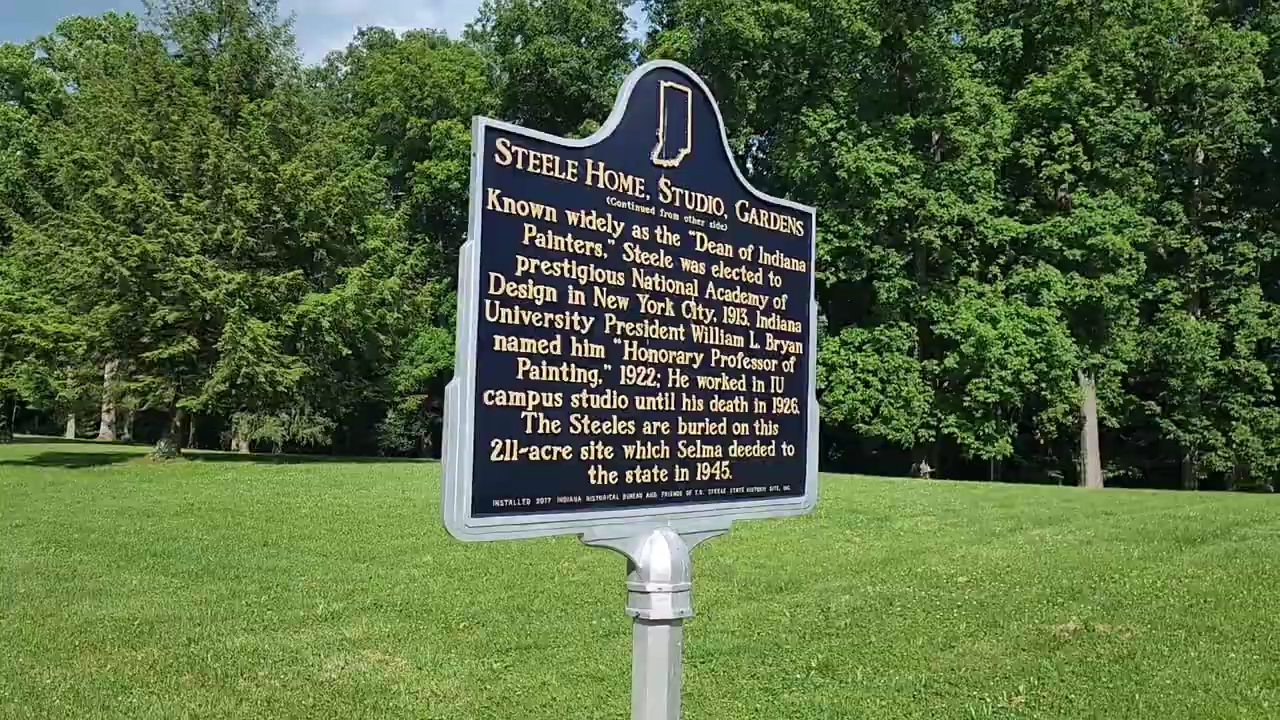 STEELE HOME, STUDIO, GARDENS
(Continued from other side)
Known widely as the "Dean of Indiana
Painters," Steele was elected to
prestigious National Academy of
Design in New York City, 1913. Indiana
University President William L. Bryan
named him "Honorary Professor of
Painting," 1922; He worked in IU
campus studio until his death in 1926.
The Steeles are buried on this
211-acre site which Selma deeded to
the state in 1945.
INSTALLED 2017 INDIANA HISTORICAL BUREAU AND FRIENDS OF T.C. STEELE STATE HISTORIC SITE, INC.